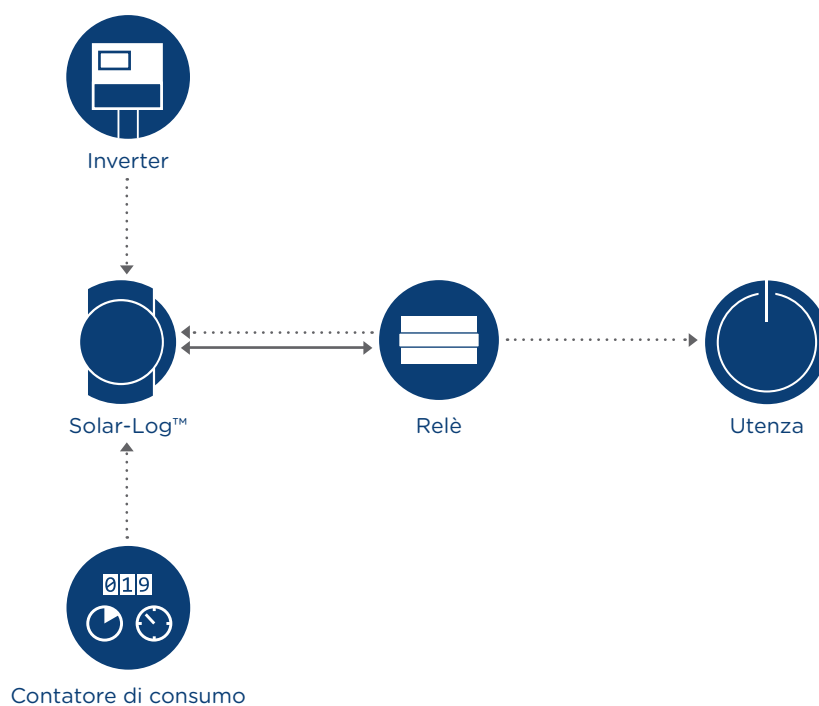 Inverter
Solar-Log™
Relè
Utenza
019
Contatore di consumo